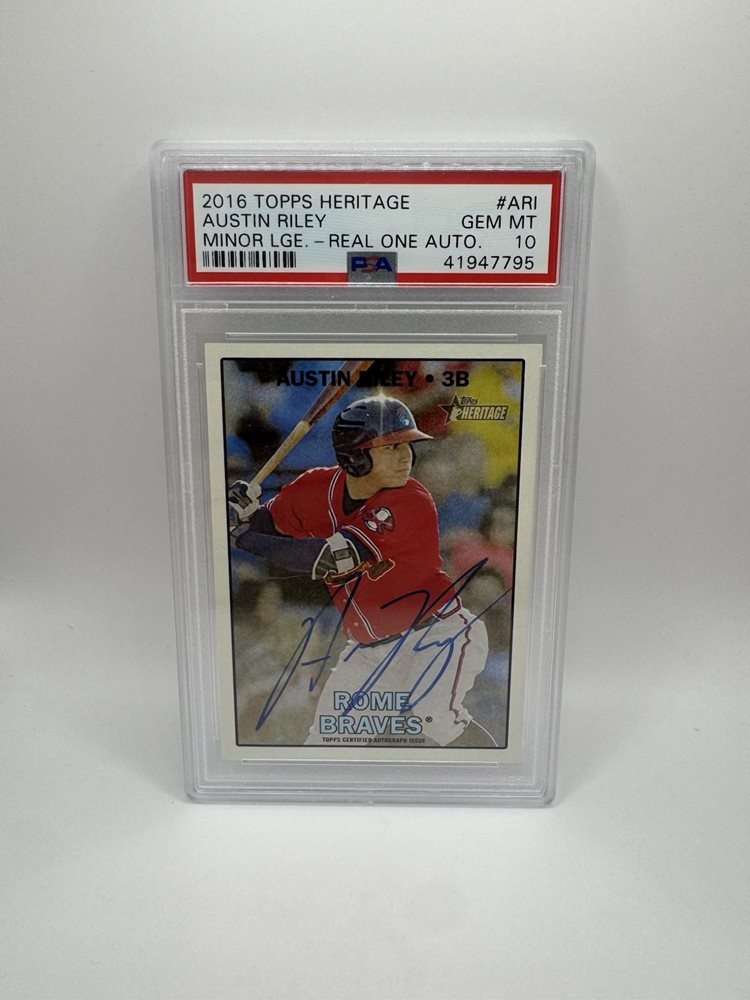 2016 TOPPS HERITAGE #ARI
AUSTIN RILEY GEM MT
MINOR LGE. – REAL ONE AUTO. 10
PSA 41947795
AUSTIN RILEY • 3B
Topps
HERITAGE
ROME
BRAVES®
TOPPS CERTIFIED AUTOGRAPH ISSUE